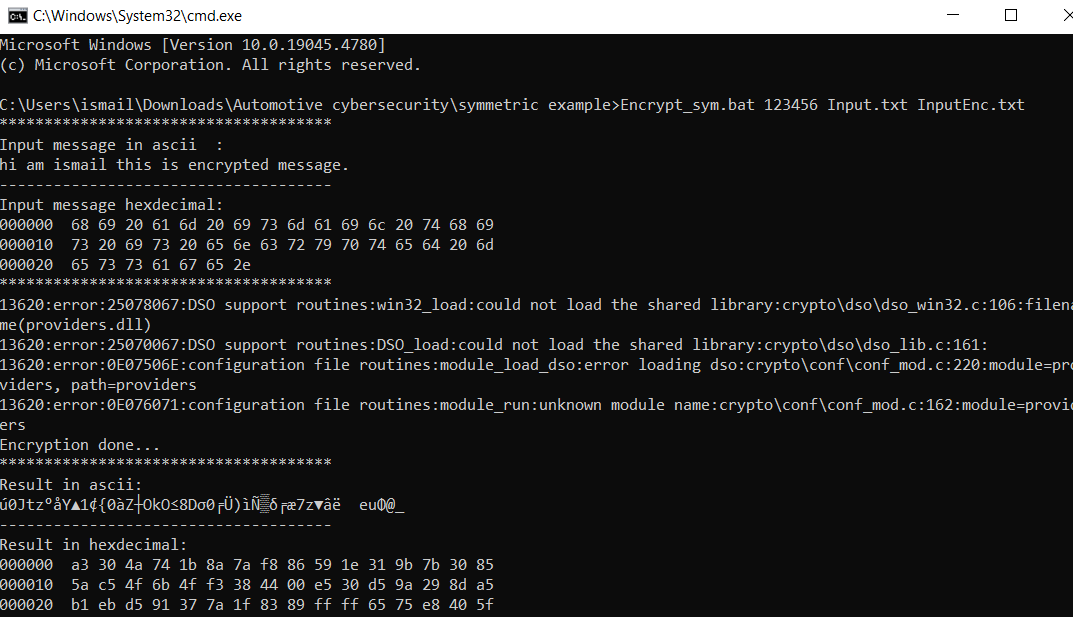 C:\Windows\System32\cmd.exe
Microsoft Windows [Version 10.0.19045.4780]
(c) Microsoft Corporation. All rights reserved.
C:\Users\ismail\Downloads\Automotive cybersecurity\symmetric example>Encrypt_sym.bat 123456 Input.txt InputEnc.txt
*************************************
Input message in ascii  :
hi am ismail this is encrypted message.
-------------------------------------
Input message hexdecimal:
000000  68 69 20 61 6d 20 69 73 6d 61 69 6c 20 74 68 69
000010  73 20 69 73 20 65 6e 63 72 79 70 74 65 64 20 6d
000020  65 73 73 61 67 65 2e
*************************************
13620:error:25078067:DSO support routines:win32_load:could not load the shared library:crypto\dso\dso_win32.c:106:filena
me(providers.dll)
13620:error:25070067:DSO support routines:DSO_load:could not load the shared library:crypto\dso\dso_lib.c:161:
13620:error:0E07506E:configuration file routines:module_load_dso:error loading dso:crypto\conf\conf_mod.c:220:module=pro
viders, path=providers
13620:error:0E076071:configuration file routines:module_run:unknown module name:crypto\conf\conf_mod.c:162:module=provid
ers
Encryption done...
*************************************
Result in ascii:
ú0Jtzº åY▲1¢{0àZ┼OkO≤8Dσ0╒Ü)ìÑ▒δ╒æ7z▼âë  euΦ@_
-------------------------------------
Result in hexdecimal:
000000  a3 30 4a 74 1b 8a 7a f8 86 59 1e 31 9b 7b 30 85
000010  5a c5 4f 6b 4f f3 38 44 00 e5 30 d5 9a 29 8d a5
000020  b1 eb d5 91 37 7a 1f 83 89 ff ff 65 75 e8 40 5f